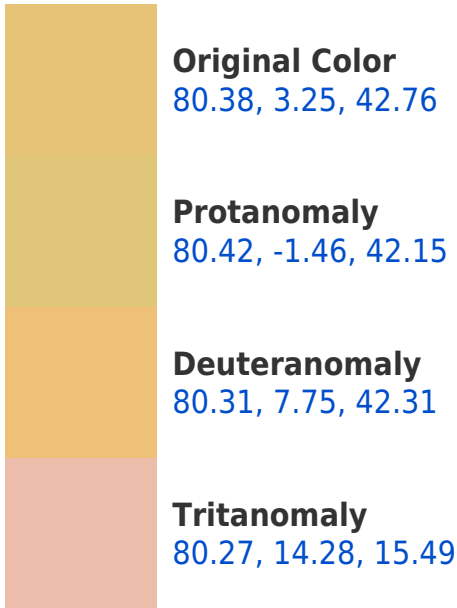 Original Color
80.38, 3.25, 42.76
Protanomaly
80.42, -1.46, 42.15
Deuteranomaly
80.31, 7.75, 42.31
Tritanomaly
80.27, 14.28, 15.49